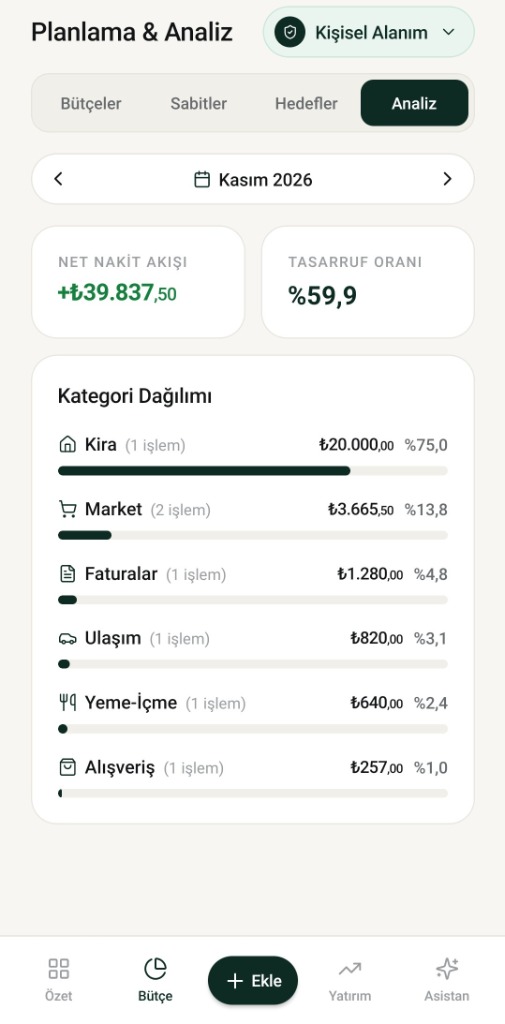 Planlama & Analiz
Kişisel Alanım
Bütçeler Sabitler Hedefler Analiz
Kasım 2026
NET NAKİT AKIŞI
+₺39.837,50
TASARRUF ORANI
%59,9
Kategori Dağılımı
Kira (1 işlem) ₺20.000,00 %75,0
Market (2 işlem) ₺3.665,50 %13,8
Faturalar (1 işlem) ₺1.280,00 %4,8
Ulaşım (1 işlem) ₺820,00 %3,1
Yeme-İçme (1 işlem) ₺640,00 %2,4
Alışveriş (1 işlem) ₺257,00 %1,0
Özet Bütçe + Ekle Yatırım Asistan